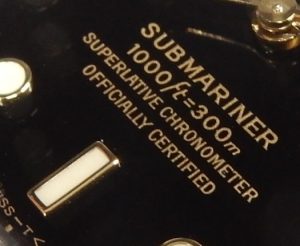 SUBMARINER
1000ft=300m
SUPERLATIVE CHRONOMETER
OFFICIALLY CERTIFIED